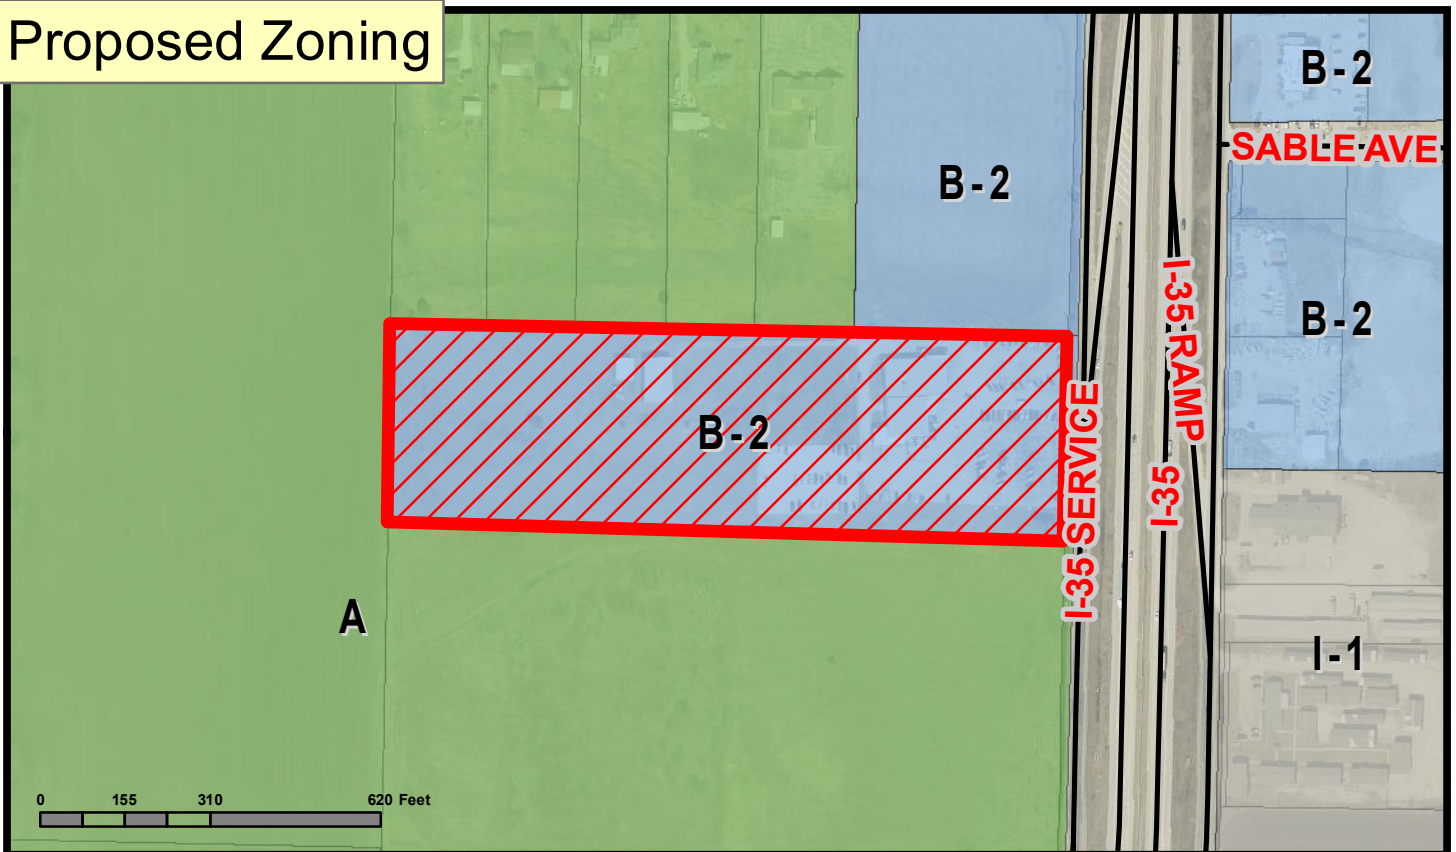 Proposed Zoning
B-2
SABLE AVE
B-2
B-2
I-35 RAMP
B-2
I-35 SERVICE
I-35
A
I-1
0 155 310 620 Feet